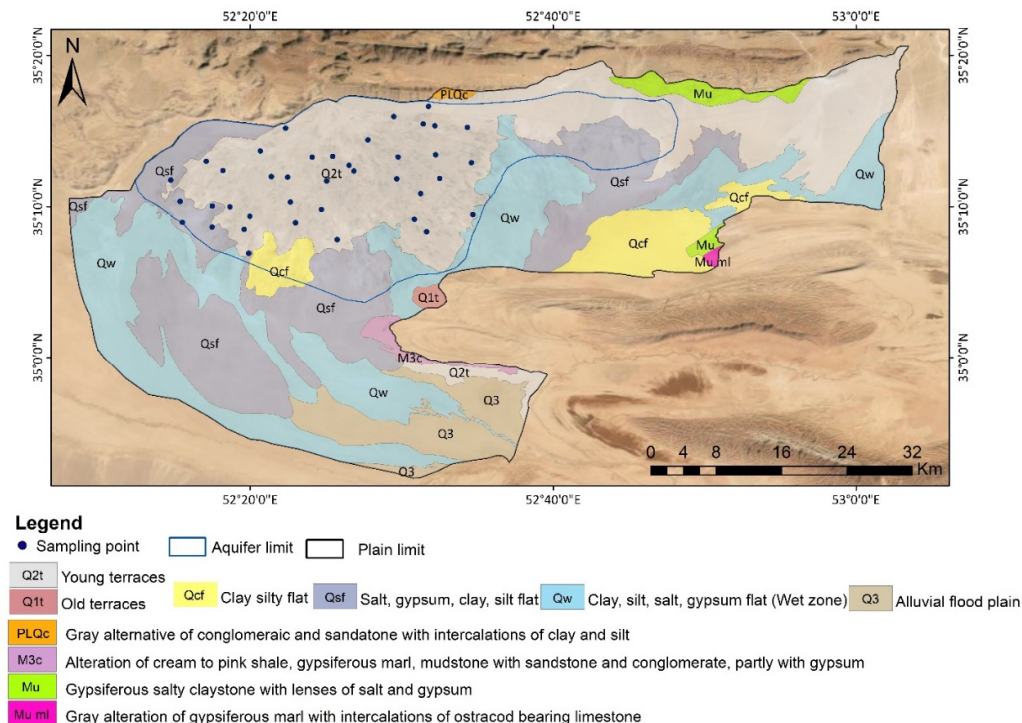 52°20'0"E 52°40'0"E 53°0'0"E
N
35°20'0"N 35°20'0"N
PLQc
Mu
Qsf
Q2t
Qsf
Qw
Qcf
35°10'0"N 35°10'0"N
Qsf
Qw
Qw
Qcf
Mu
Mu ml
Qcf
Qsf
Q1t
Qsf
M3c
35°0'0"N 35°0'0"N
Q2t
Qw
Q3
Q3
Q3
0 4 8 16 24 32
Km
52°20'0"E 52°40'0"E 53°0'0"E
Legend
Sampling point Aquifer limit Plain limit
Q2t Young terraces
Q1t Old terraces Qcf Clay silty flat Qsf Salt, gypsum, clay, silt flat Qw Clay, silt, salt, gypsum flat (Wet zone) Q3 Alluvial flood plain
PLQc Gray alternative of conglomeraic and sandatone with intercalations of clay and silt
M3c Alteration of cream to pink shale, gypsiferous marl, mudstone with sandstone and conglomerate, partly with gypsum
Mu Gypsiferous salty claystone with lenses of salt and gypsum
Mu ml Gray alteration of gypsiferous marl with intercalations of ostracod bearing limestone